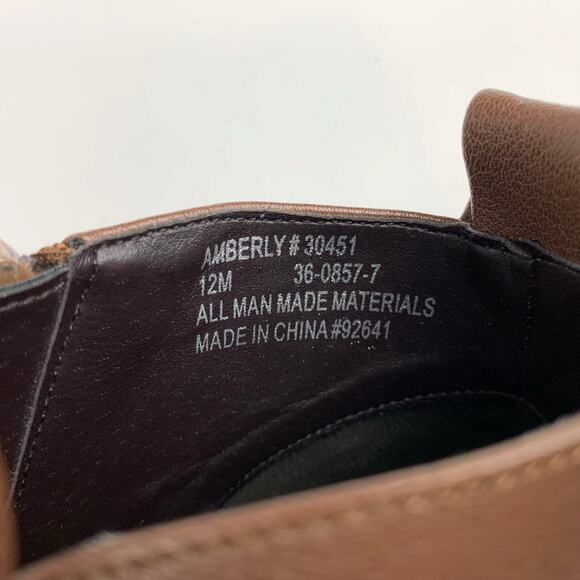 AMBERLY # 30451
12M 36-0857-7
ALL MAN MADE MATERIALS
MADE IN CHINA #92641